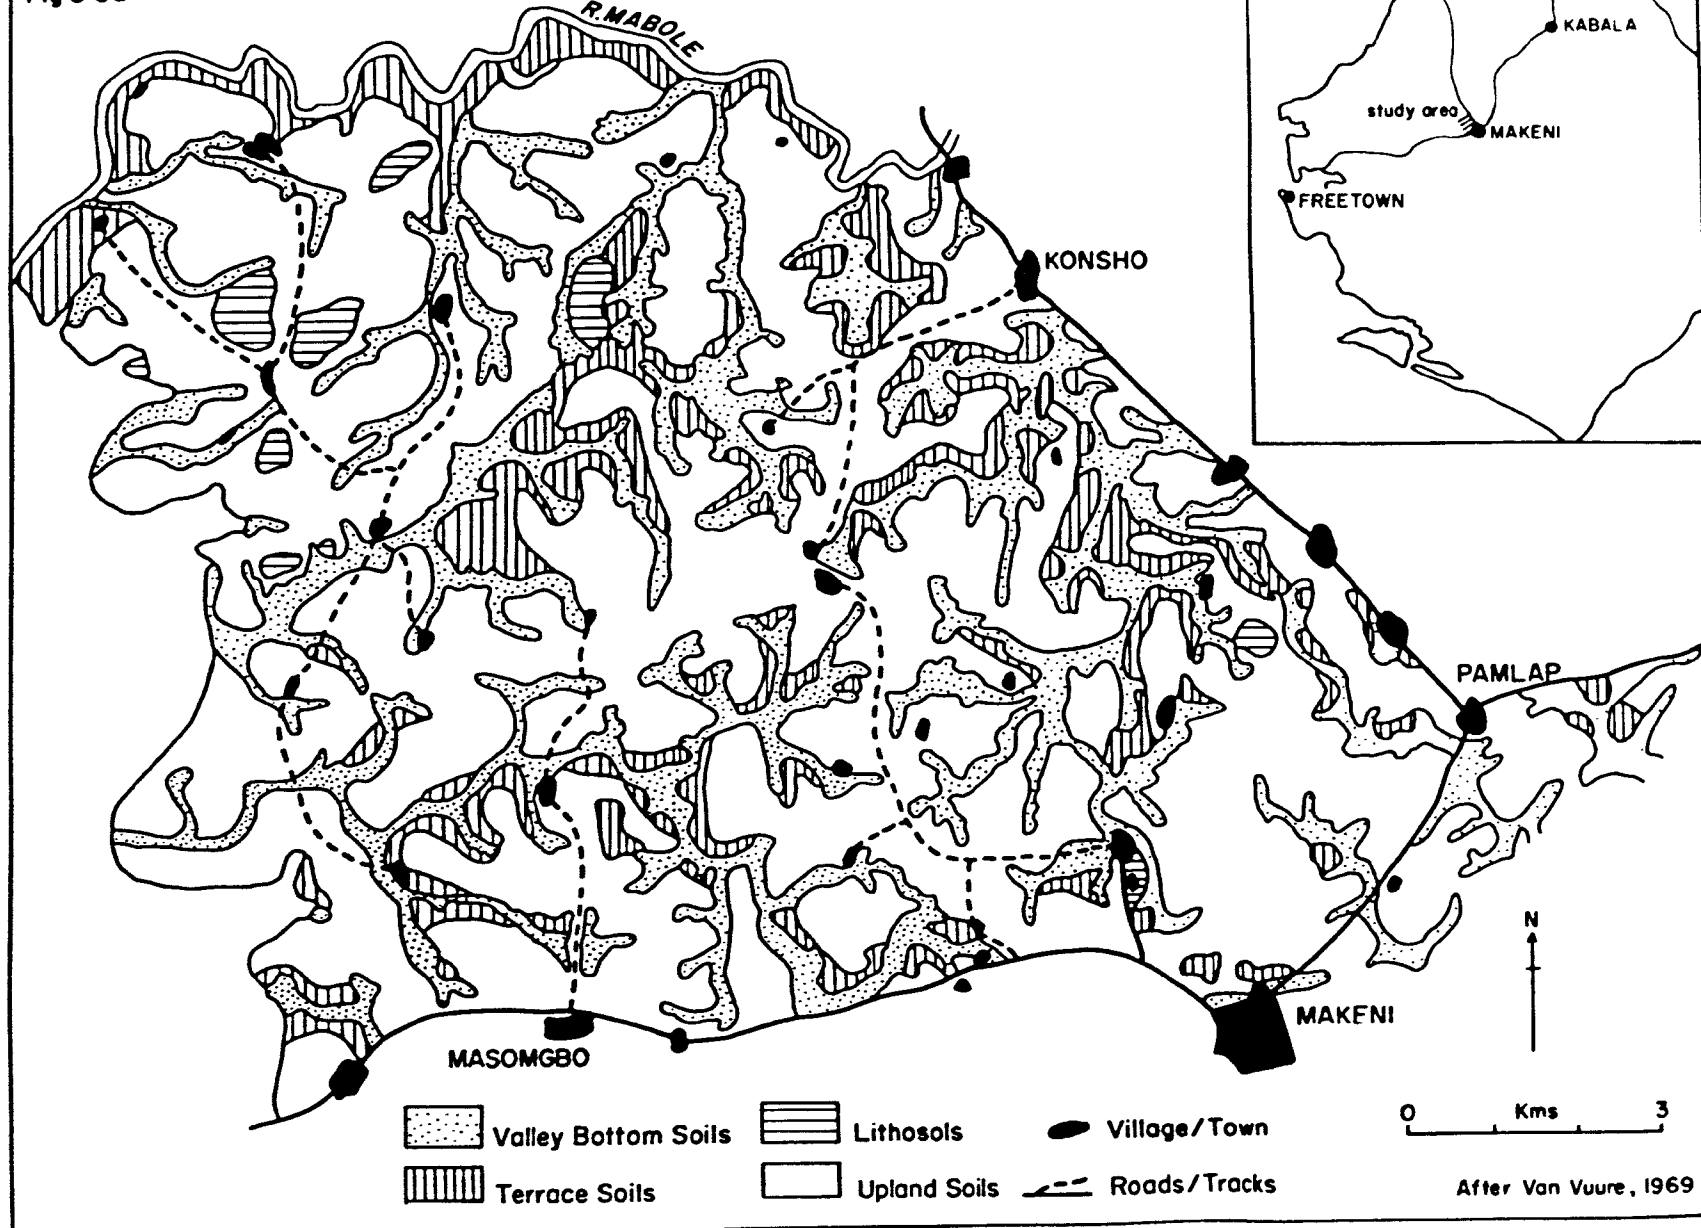 R. MABOLE
KABALA
study area
MAKENI
FREETOWN
KONSHO
PAMLAP
N
MAKENI
MASOMGBO
Valley Bottom Soils
Lithosols
Village/Town
Terrace Soils
Upland Soils
Roads/Tracks
0 Kms 3
After Van Vuure, 1969